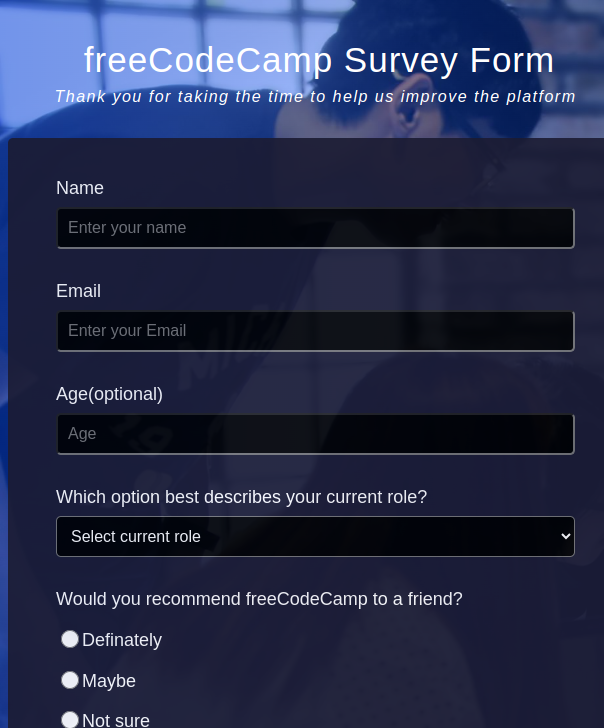 freeCodeCamp Survey Form
Thank you for taking the time to help us improve the platform
Name
Enter your name
Email
Enter your Email
Age(optional)
Age
Which option best describes your current role?
Select current role
Would you recommend freeCodeCamp to a friend?
Definately
Maybe
Not sure